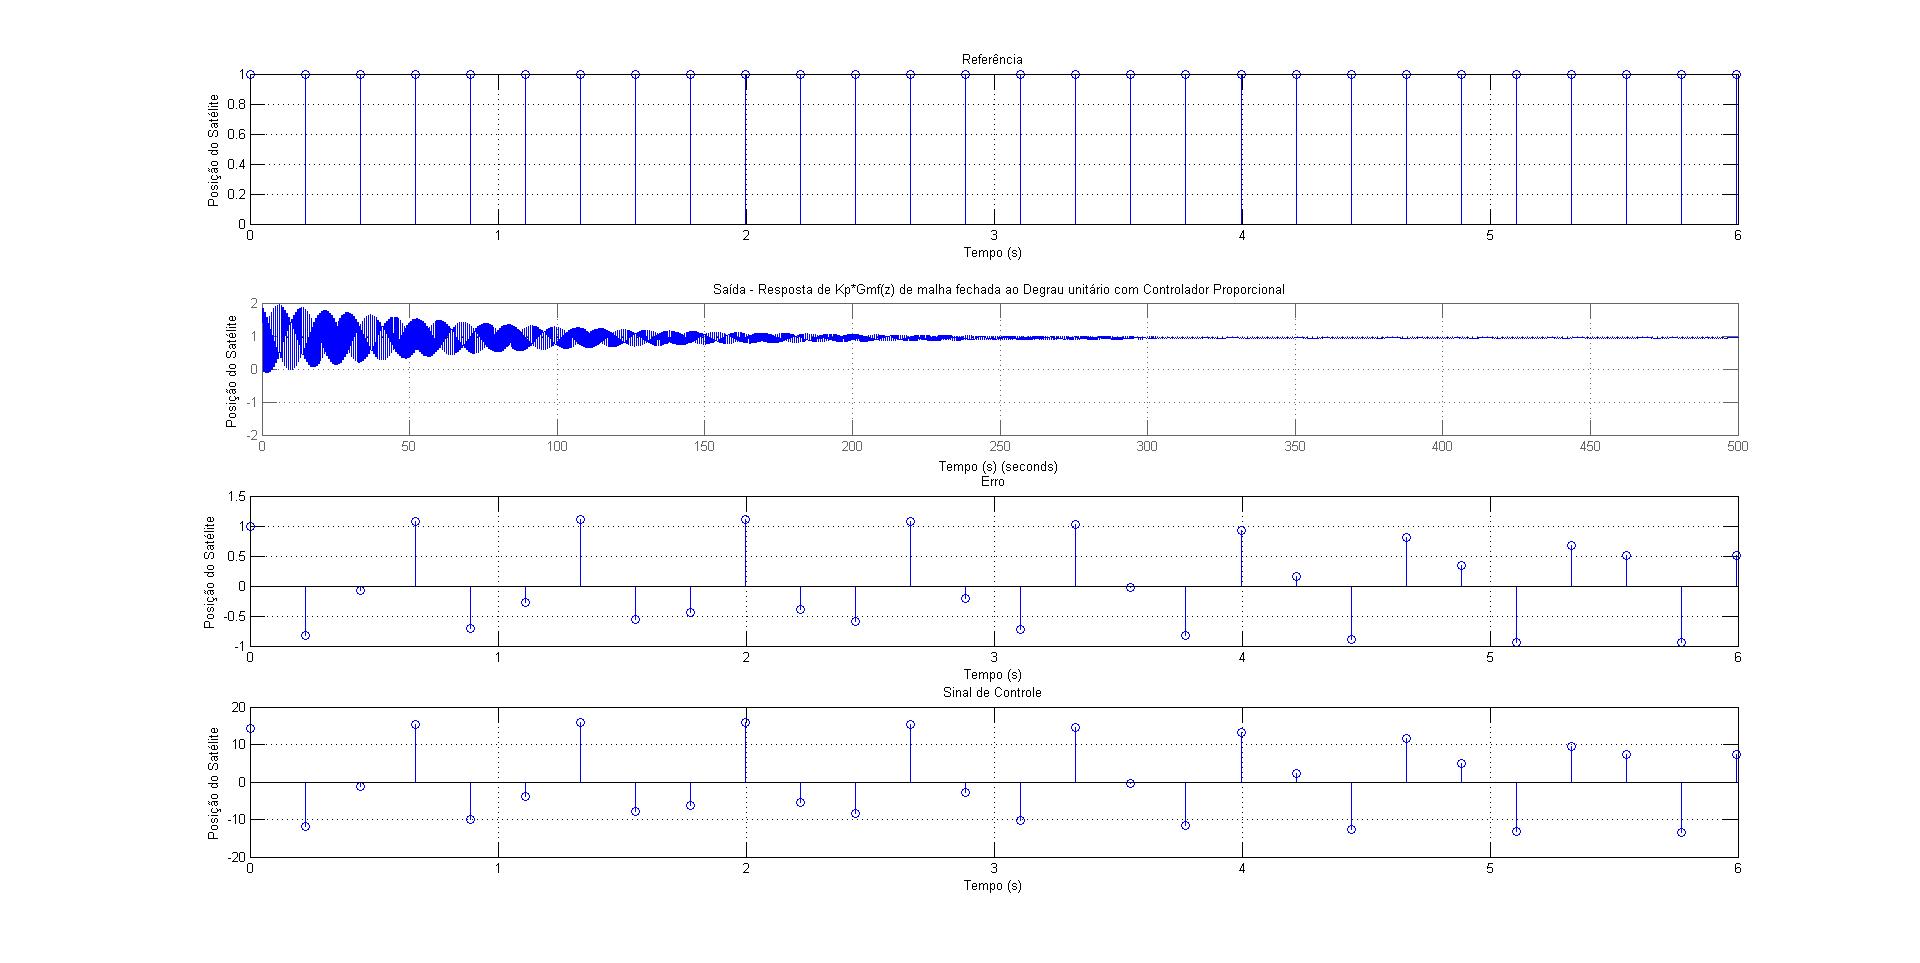 Referência
Posição do Satélite
1
0.8
0.6
0.4
0.2
0
0 1 2 3 4 5 6
Tempo (s)
Saída - Resposta de Kp*Gmf(z) de malha fechada ao Degrau unitário com Controlador Proporcional
Posição do Satélite
2
1
0
-1
-2
0 50 100 150 200 250 300 350 400 450 500
Tempo (s) (seconds)
Erro
Posição do Satélite
1.5
1
0.5
0
-0.5
-1
0 1 2 3 4 5 6
Tempo (s)
Sinal de Controle
Posição do Satélite
20
10
0
-10
-20
0 1 2 3 4 5 6
Tempo (s)